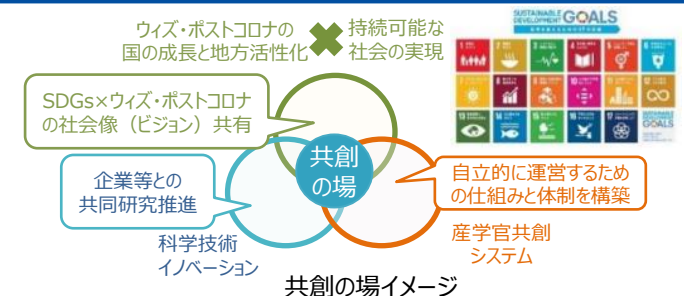 ウィズ・ポストコロナの
国の成長と地方活性化
✖
持続可能な
社会の実現
SUSTAINABLE
DEVELOPMENT GOALS
SDGs×ウィズ・ポストコロナ
の社会像（ビジョン）共有
共創
の場
企業等との
共同研究推進
自立的に運営するため
の仕組みと体制を構築
科学技術
イノベーション
産学官共創
システム
共創の場イメージ